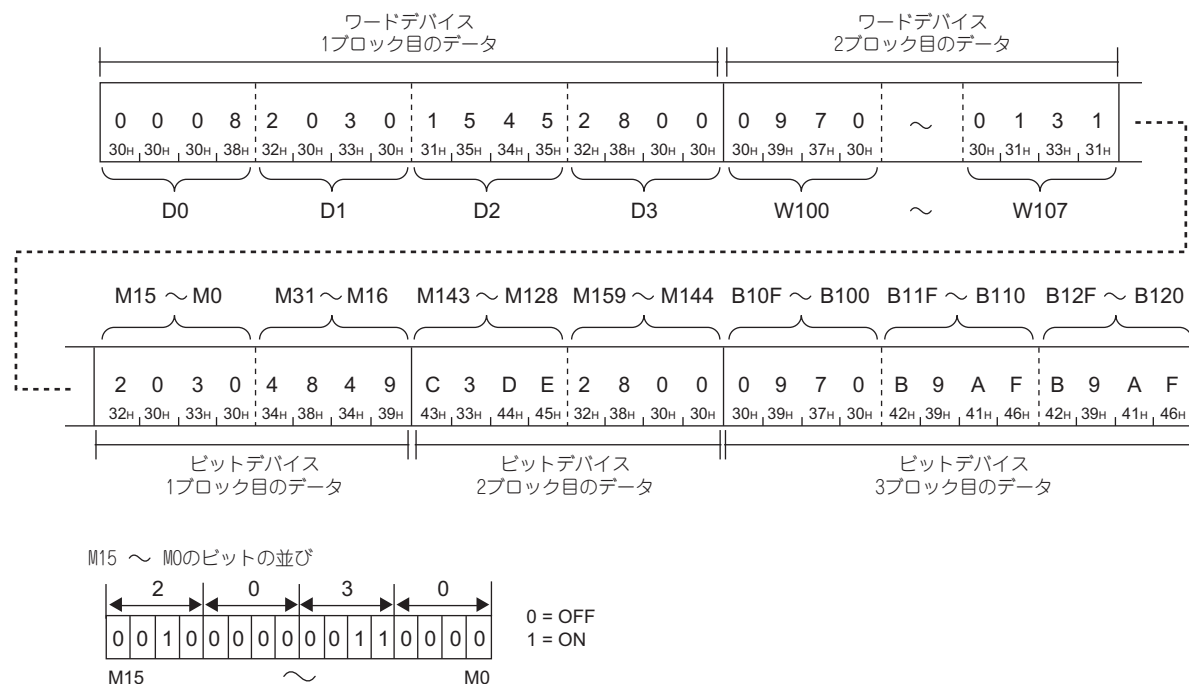 ワードデバイス
1ブロック目のデータ
ワードデバイス
2ブロック目のデータ
0 0 0 8 2 0 3 0 1 5 4 5 2 8 0 0 0 9 7 0 ～ 0 1 3 1
30H 30H 30H 38H 32H 30H 33H 30H 31H 35H 34H 35H 32H 38H 30H 30H 30H 39H 37H 30H 30H 31H 33H 31H
D0 D1 D2 D3 W100 ～ W107
M15 ～ M0 M31 ～ M16 M143 ～ M128 M159 ～ M144 B10F ～ B100 B11F ～ B110 B12F ～ B120
2 0 3 0 4 8 4 9 C 3 D E 2 8 0 0 0 9 7 0 B 9 A F B 9 A F
32H 30H 33H 30H 34H 38H 34H 39H 43H 33H 44H 45H 32H 38H 30H 30H 30H 39H 37H 30H 42H 39H 41H 46H 42H 39H 41H 46H
ビットデバイス
1ブロック目のデータ
ビットデバイス
2ブロック目のデータ
ビットデバイス
3ブロック目のデータ
M15 ～ M0のビットの並び
2 0 3 0
0 0 1 0 0 0 0 0 0 0 1 1 0 0 0 0
0 = OFF
1 = ON
M15 ～ M0